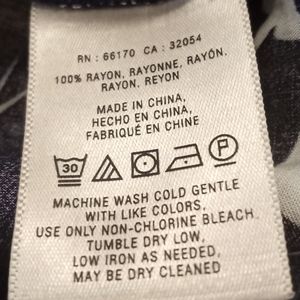 RN : 66170 CA : 32054
100% RAYON, RAYONNE, RAYÓN,
RAYON, REYON
MADE IN CHINA,
HECHO EN CHINA,
FABRIQUÉ EN CHINE
30 P
MACHINE WASH COLD GENTLE
WITH LIKE COLORS,
USE ONLY NON-CHLORINE BLEACH,
TUMBLE DRY LOW,
LOW IRON AS NEEDED,
MAY BE DRY CLEANED